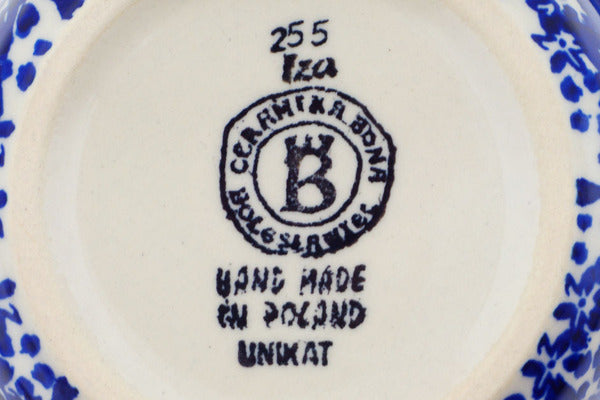 255
Iza
CERAMIKA BONA
B
BOLESŁAWIEC
HAND MADE
IN POLAND
UNIKAT